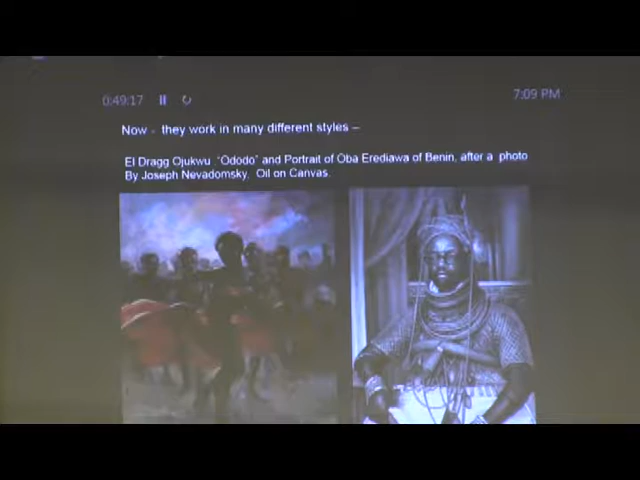 0:49:17
7:09 PM
Now - they work in many different styles –
El Dragg Ojukwu "Ododo" and Portrait of Oba Erediawa of Benin, after a photo
By Joseph Nevadomsky, Oil on Canvas.